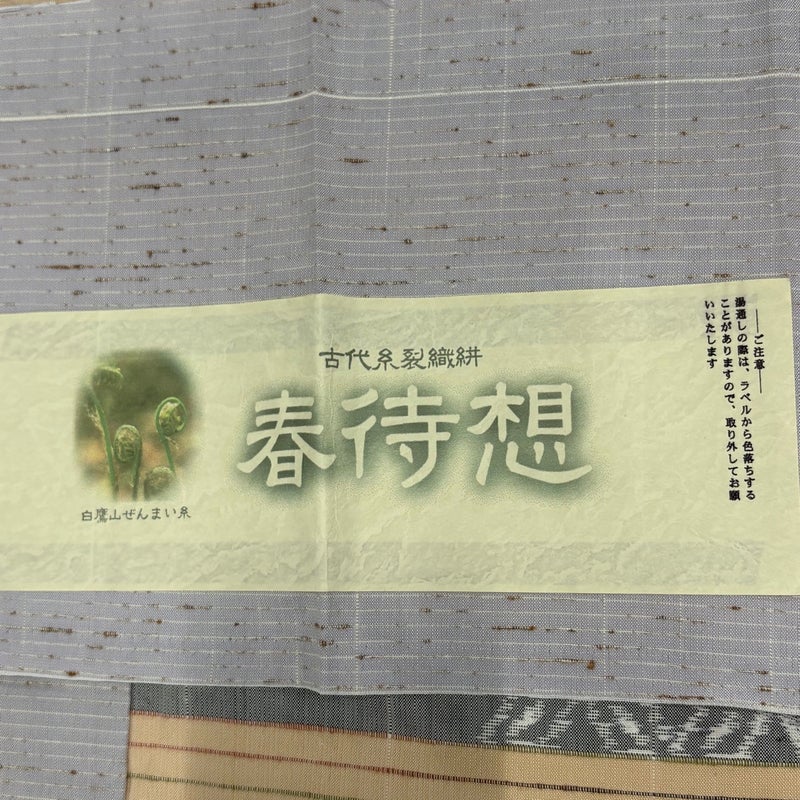 古代糸裂織絣
春待想
白鷹山ぜんまい糸
――ご注意――
湯通しの際は、ラベルから色落ちする
ことがありますので、取り外してお願
いいたします